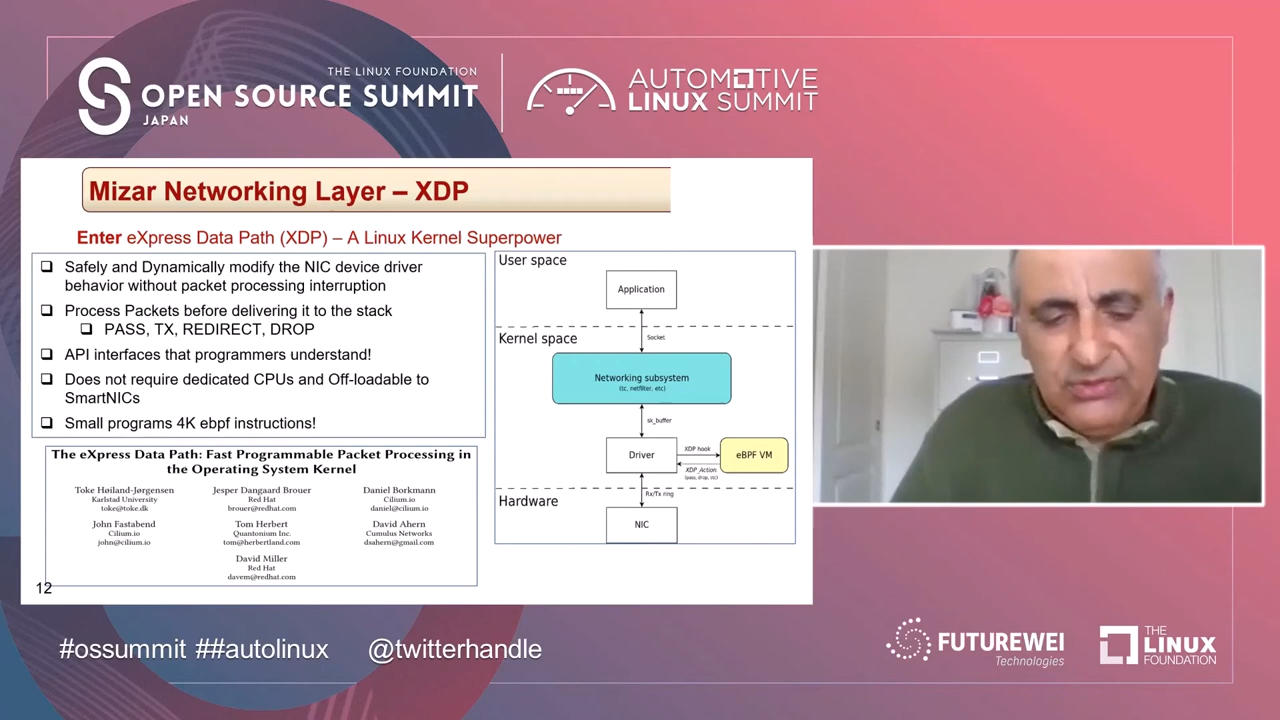 THE LINUX FOUNDATION
OPEN SOURCE SUMMIT
JAPAN
AUTOMOTIVE
LINUX SUMMIT
Mizar Networking Layer – XDP
Enter eXpress Data Path (XDP) – A Linux Kernel Superpower
Safely and Dynamically modify the NIC device driver
behavior without packet processing interruption
Process Packets before delivering it to the stack
PASS, TX, REDIRECT, DROP
API interfaces that programmers understand!
Does not require dedicated CPUs and Off-loadable to
SmartNICs
Small programs 4K ebpf instructions!
The eXpress Data Path: Fast Programmable Packet Processing in
the Operating System Kernel
Toke Høiland-Jørgensen
Karlstad University
toke@toke.dk
Jesper Dangaard Brouer
Red Hat
brouer@redhat.com
Daniel Borkmann
Cilium.io
daniel@cilium.io
John Fastabend
Cilium.io
john@cilium.io
Tom Herbert
Quantonium Inc.
tom@herbertland.com
David Ahern
Cumulus Networks
dsahern@gmail.com
David Miller
Red Hat
davem@redhat.com
12
User space
Application
Socket
Kernel space
Networking subsystem
(tc, netfilter, etc)
sk_buffer
Driver
XDP hook
XDP_Action
(pass, drop, etc)
eBPF VM
Rx/Tx ring
Hardware
NIC
#ossummit ##autolinux @twitterhandle
FUTUREWEI
Technologies
THE
LINUX
FOUNDATION